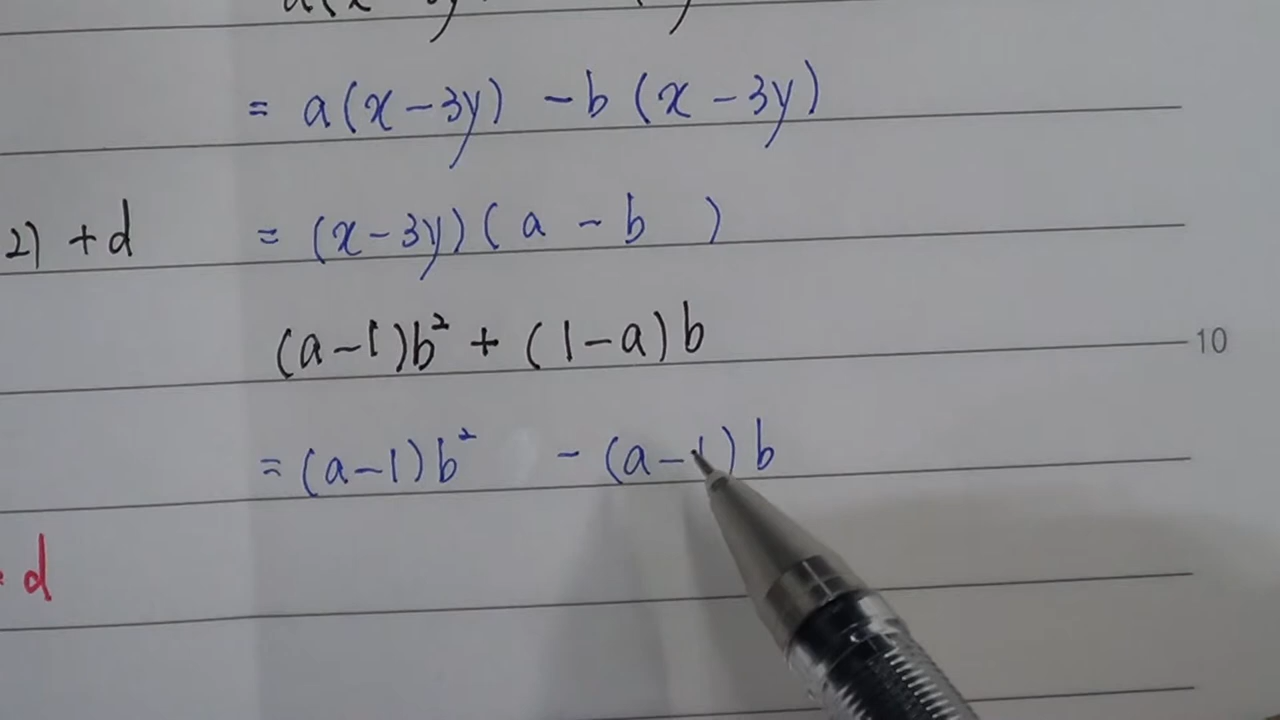 = a(x-3y) -b(x-3y)
2) +d
= (x-3y)(a - b )
(a-1)b² + (1-a)b
10
= (a-1)b² - (a-1)b
d